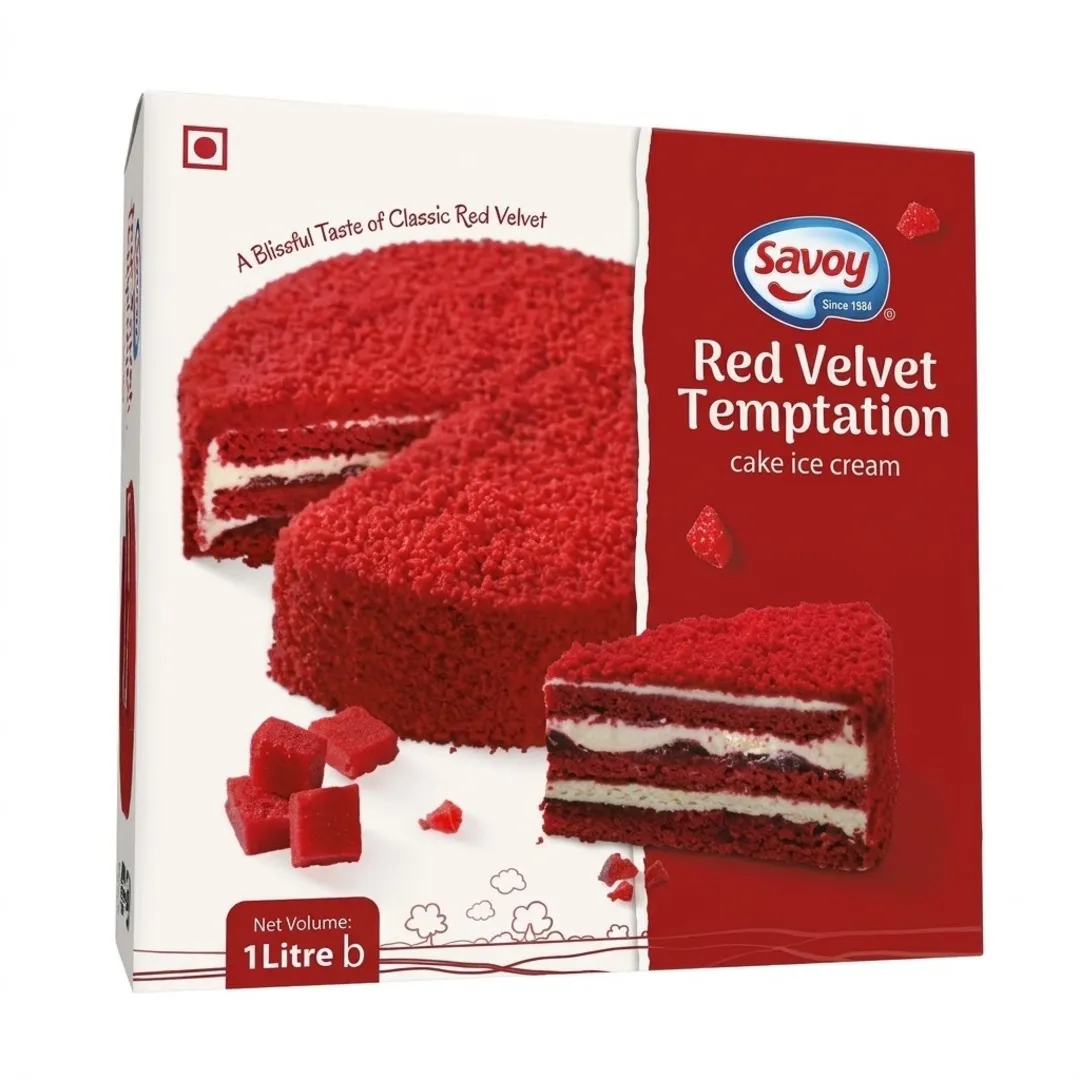 A Blissful Taste of Classic Red Velvet
Savoy
Since 1984
®
Red Velvet
Temptation
cake ice cream
Net Volume:
1Litre b